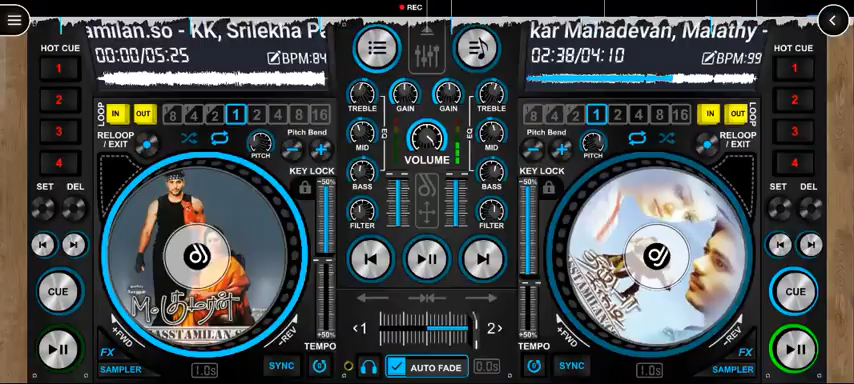 REC
amilan.so - KK, Srilekha Pa
00:00/05:25
BPM:84
kar Mahadevan, Malathy -
02:38/04:10
BPM:99
HOT CUE
1
2
3
4
SET DEL
CUE
LOOP
IN OUT
/8 /4 /2 1 2 4 8 16
RELOOP
/ EXIT
PITCH
Pitch Bend
KEY LOCK
-50%
+50%
TEMPO
ம.குமரன்
MASSTAMILAN.S
+FWD
-REV
FX
SAMPLER
1.0s
SYNC
TREBLE GAIN GAIN TREBLE
MID EQ EQ MID
VOLUME
BASS BASS
FILTER FILTER
<1 2>
AUTO FADE
0.0s
/8 /4 /2 1 2 4 8 16
IN OUT
LOOP
Pitch Bend
PITCH
RELOOP
/ EXIT
KEY LOCK
-50%
+50%
TEMPO
ASSTAMILAN
+FWD
-REV
SYNC
1.0s
FX
SAMPLER
HOT CUE
1
2
3
4
SET DEL
CUE